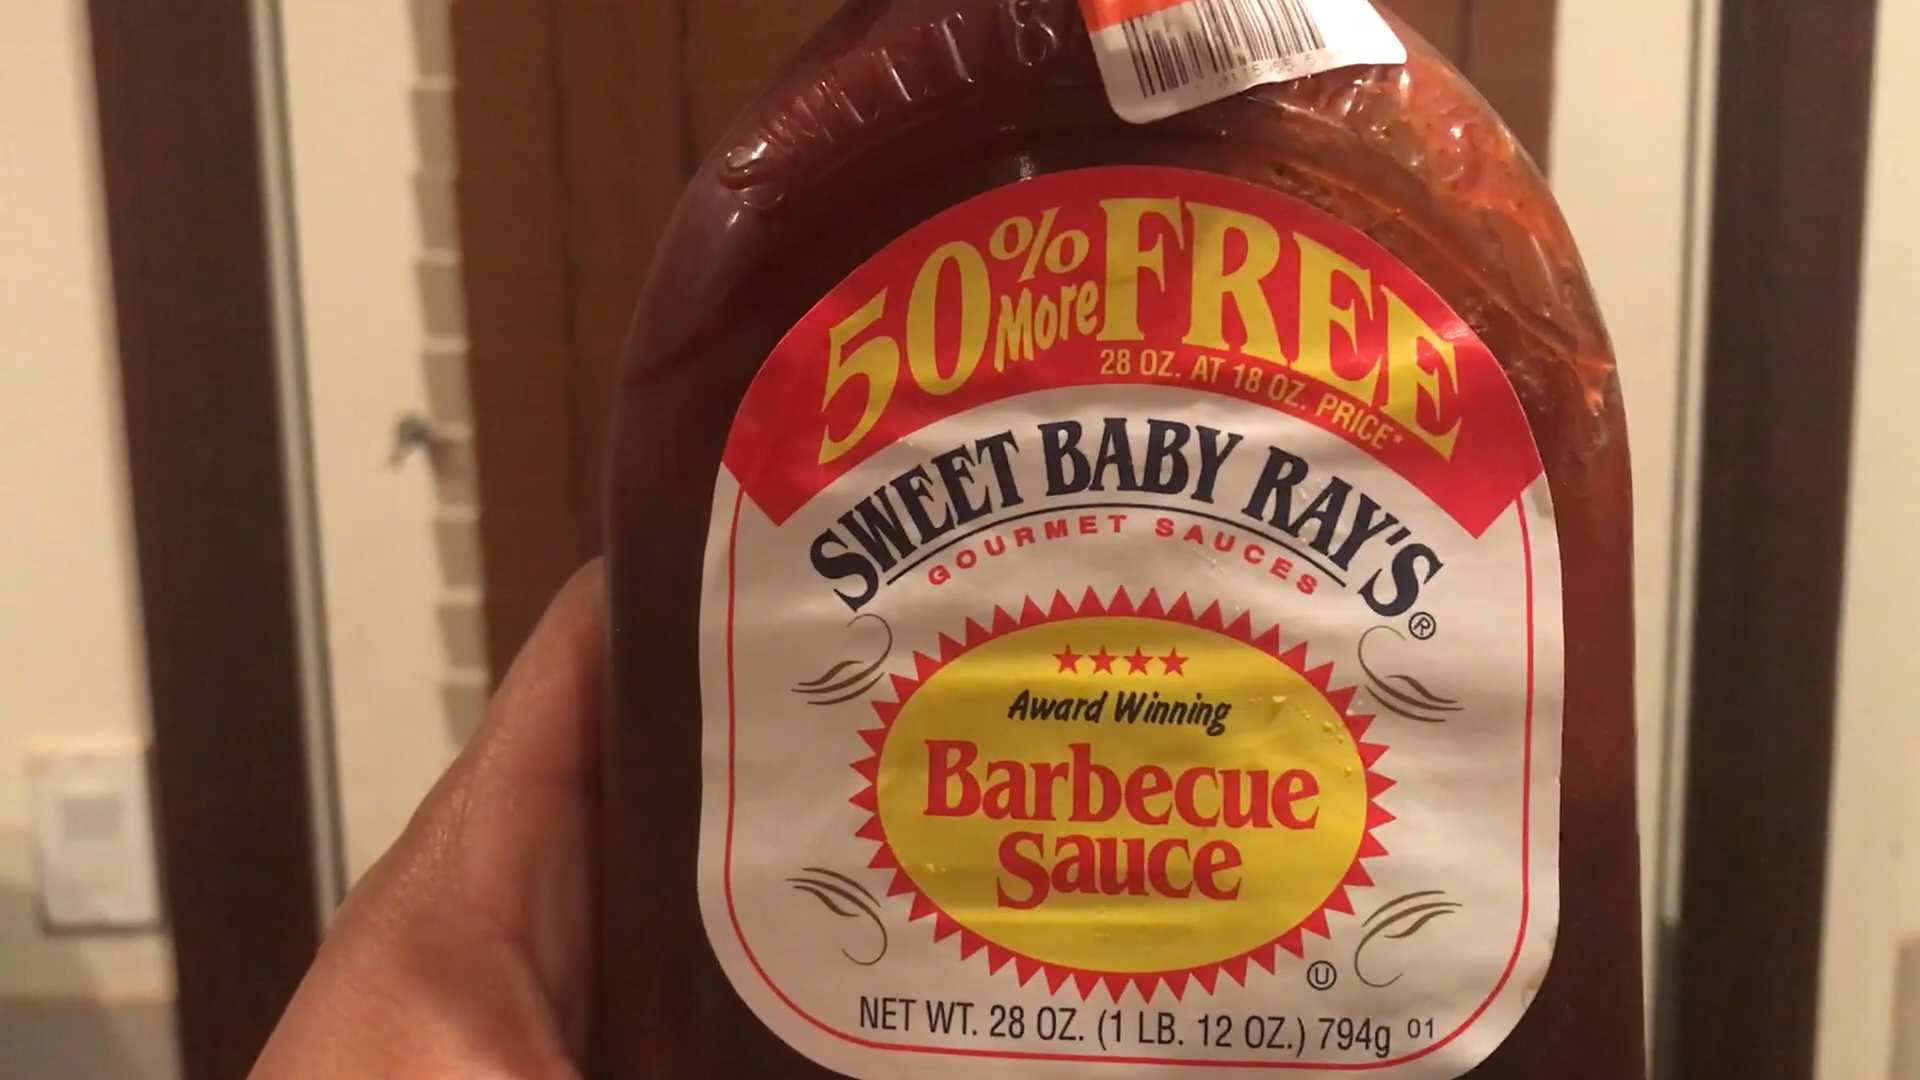 SWEET B
50% More FREE
28 OZ. AT 18 OZ. PRICE*
SWEET BABY RAY'S®
GOURMET SAUCES
Award Winning
Barbecue
Sauce
U
NET WT. 28 OZ. (1 LB. 12 OZ.) 794g 01